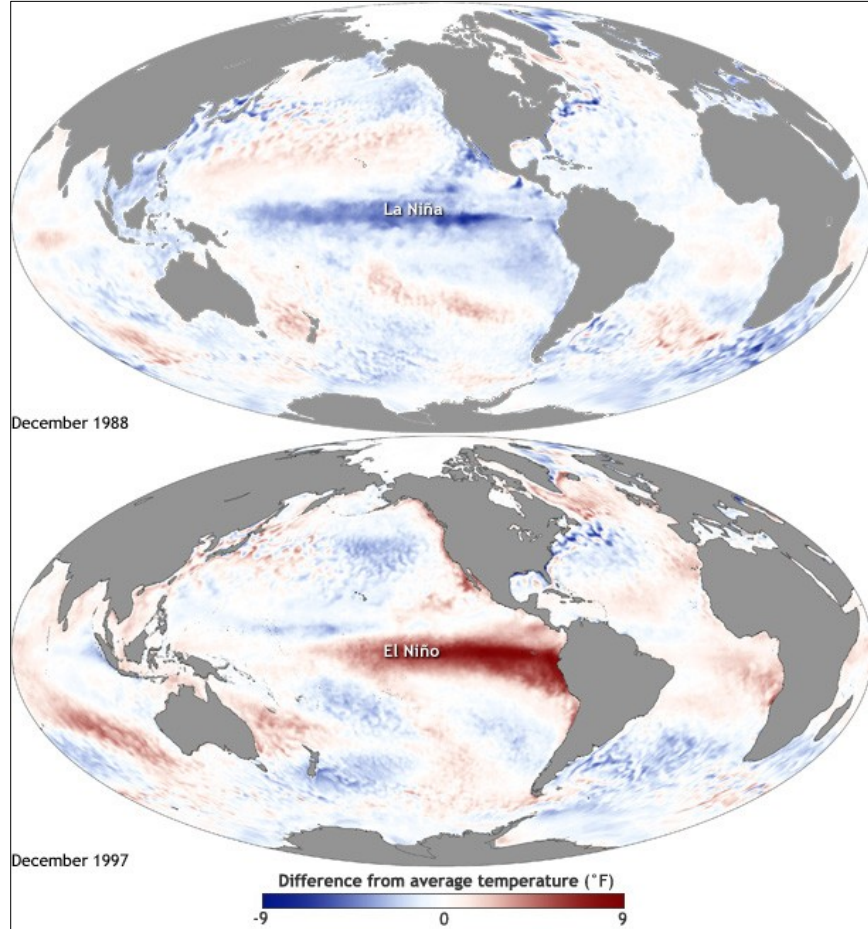 La Niña
December 1988
El Niño
December 1997
Difference from average temperature (°F)
-9 0 9